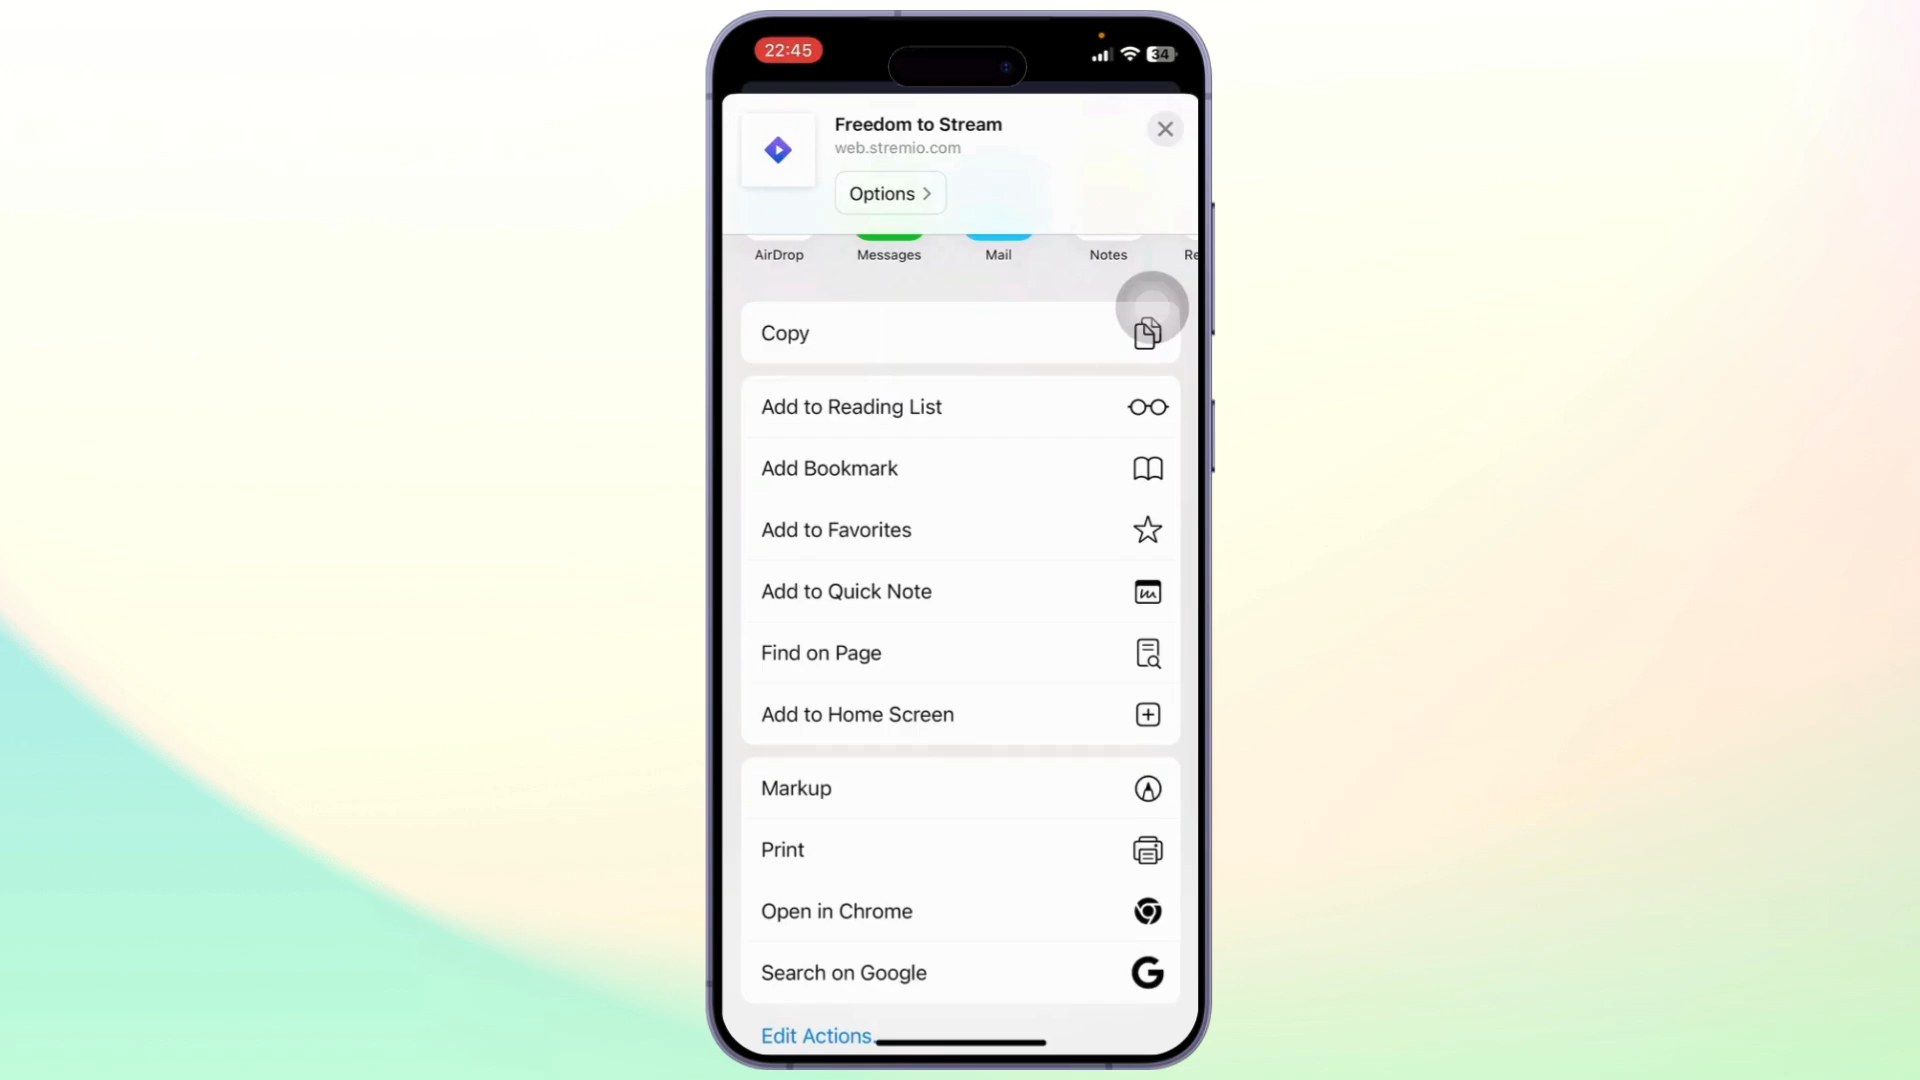 22:45
34
Freedom to Stream
web.stremio.com
Options
AirDrop
Messages
Mail
Notes
Re
Copy
Add to Reading List
Add Bookmark
Add to Favorites
Add to Quick Note
Find on Page
Add to Home Screen
Markup
Print
Open in Chrome
Search on Google
Edit Actions